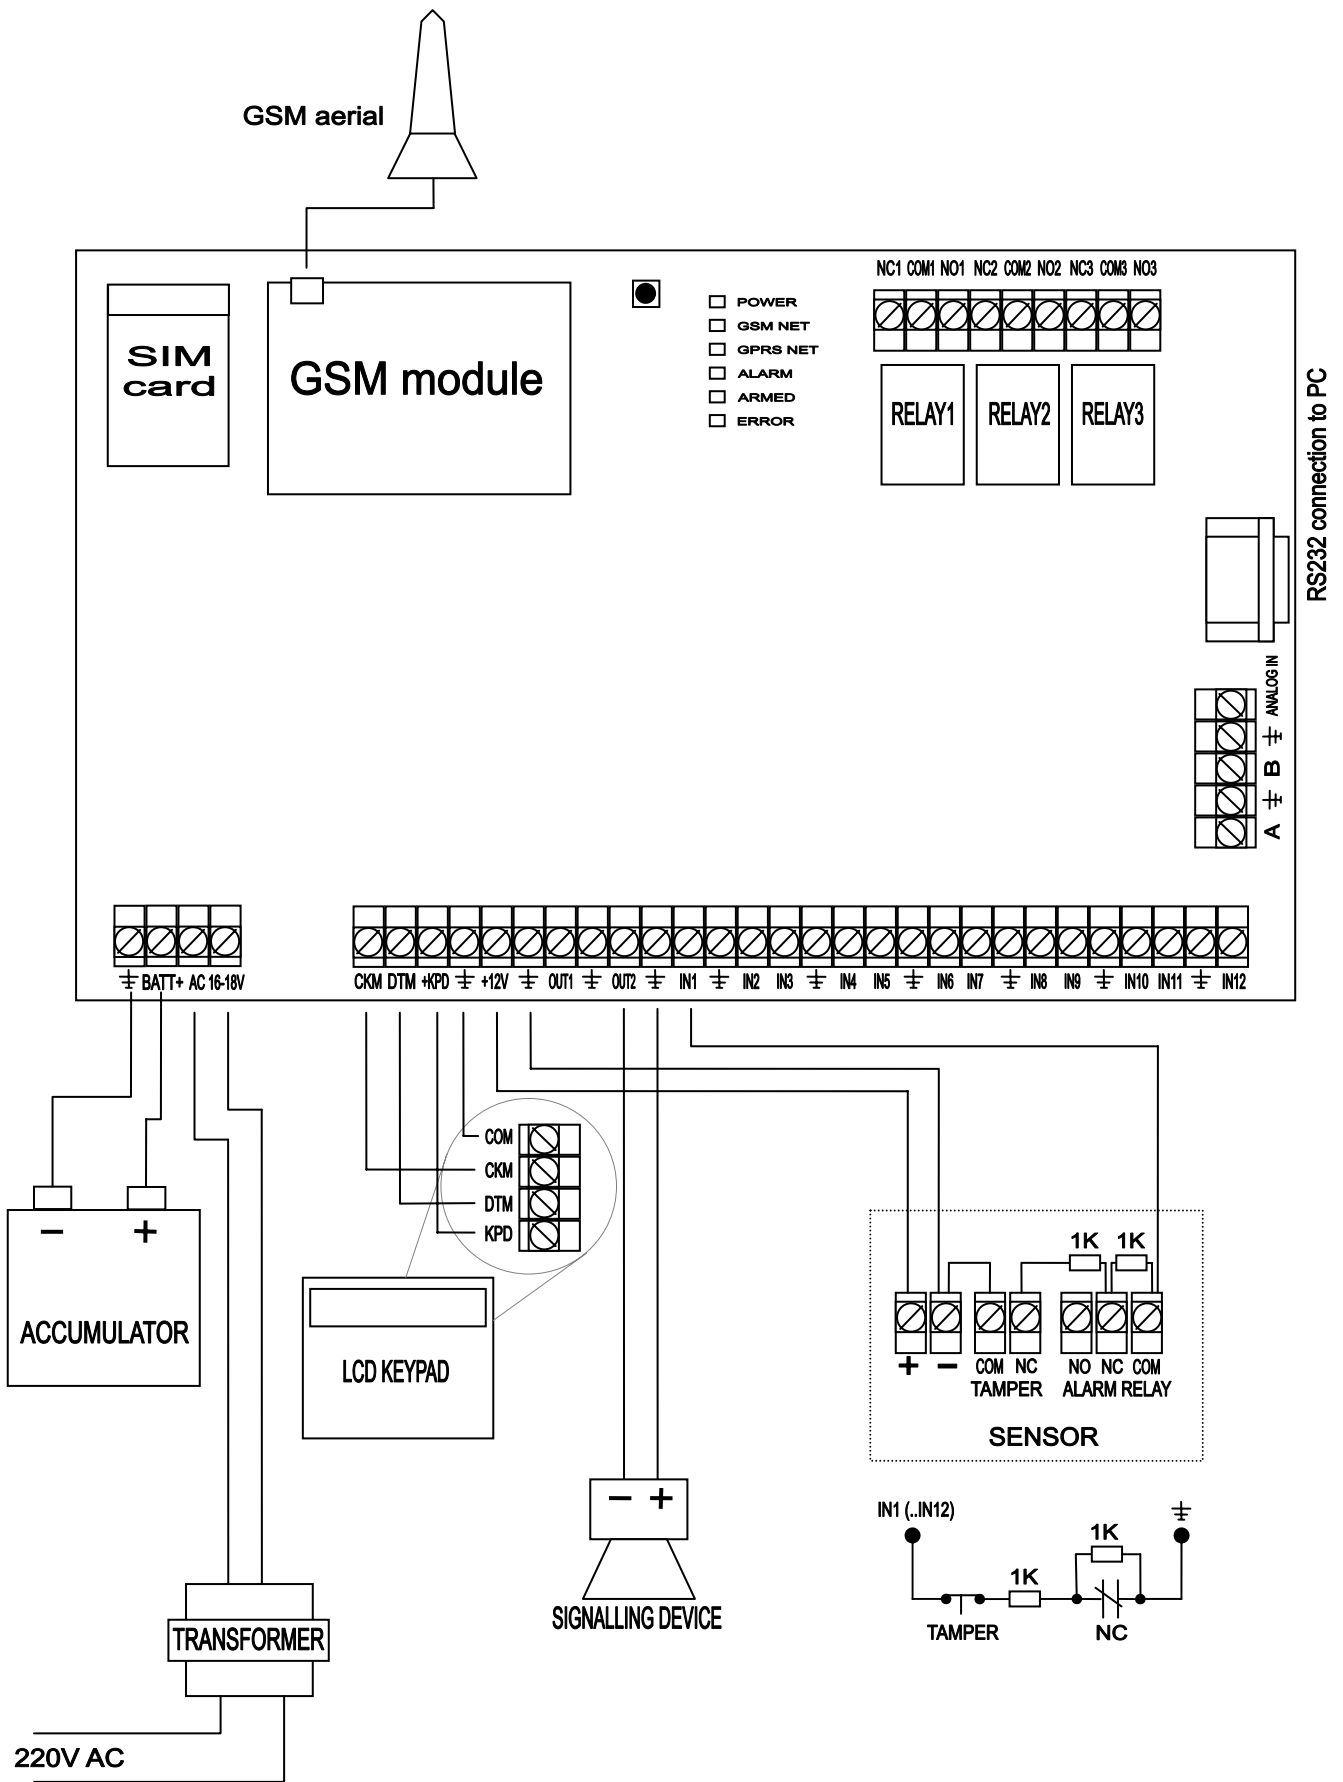 GSM aerial
NC1 COM1 NO1 NC2 COM2 NO2 NC3 COM3 NO3
SIM
card
GSM module
POWER
GSM NET
GPRS NET
ALARM
ARMED
ERROR
RELAY1 RELAY2 RELAY3
RS232 connection to PC
ANALOG IN
B
A
BATT+ AC 16-18V
CKM DTM +KPD +12V OUT1 OUT2 IN1 IN2 IN3 IN4 IN5 IN6 IN7 IN8 IN9 IN10 IN11 IN12
COM
CKM
DTM
KPD
− +
ACCUMULATOR
LCD KEYPAD
1K 1K
+ − COM NC NO NC COM
TAMPER ALARM RELAY
SENSOR
− +
SIGNALLING DEVICE
IN1 (..IN12)
1K
1K
TAMPER NC
TRANSFORMER
220V AC